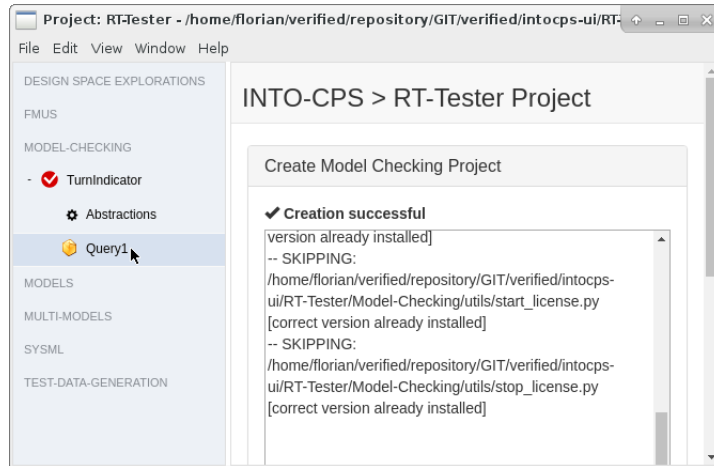 Project: RT-Tester - /home/florian/verified/repository/GIT/verified/intocps-ui/RT-
File Edit View Window Help
DESIGN SPACE EXPLORATIONS
FMUS
MODEL-CHECKING
- TurnIndicator
Abstractions
Query1
MODELS
MULTI-MODELS
SYSML
TEST-DATA-GENERATION
INTO-CPS > RT-Tester Project
Create Model Checking Project
Creation successful
version already installed]
-- SKIPPING:
/home/florian/verified/repository/GIT/verified/intocps-
ui/RT-Tester/Model-Checking/utils/start_license.py
[correct version already installed]
-- SKIPPING:
/home/florian/verified/repository/GIT/verified/intocps-
ui/RT-Tester/Model-Checking/utils/stop_license.py
[correct version already installed]